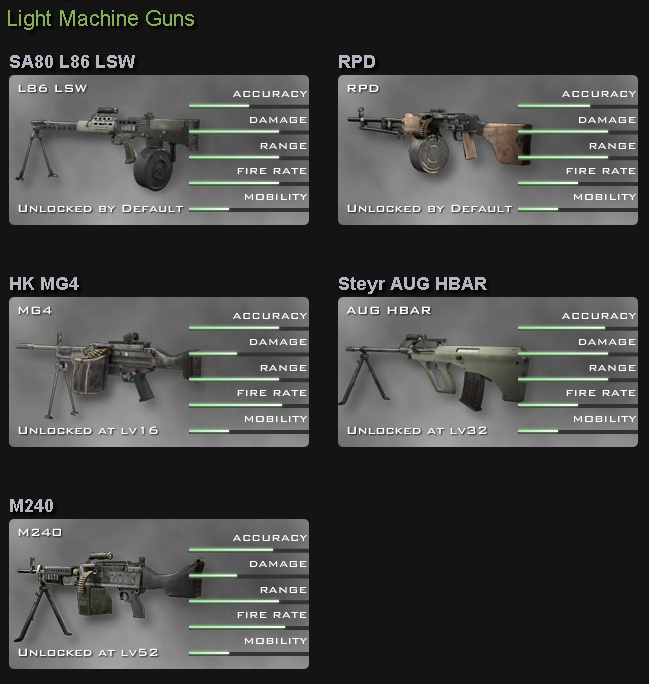 Light Machine Guns
SA80 L86 LSW
L86 LSW
Accuracy
Damage
Range
Fire Rate
Mobility
Unlocked by Default
RPD
RPD
Accuracy
Damage
Range
Fire Rate
Mobility
Unlocked by Default
HK MG4
MG4
Accuracy
Damage
Range
Fire Rate
Mobility
Unlocked at lv16
Steyr AUG HBAR
AUG HBAR
Accuracy
Damage
Range
Fire Rate
Mobility
Unlocked at lv32
M240
M240
Accuracy
Damage
Range
Fire Rate
Mobility
Unlocked at lv52